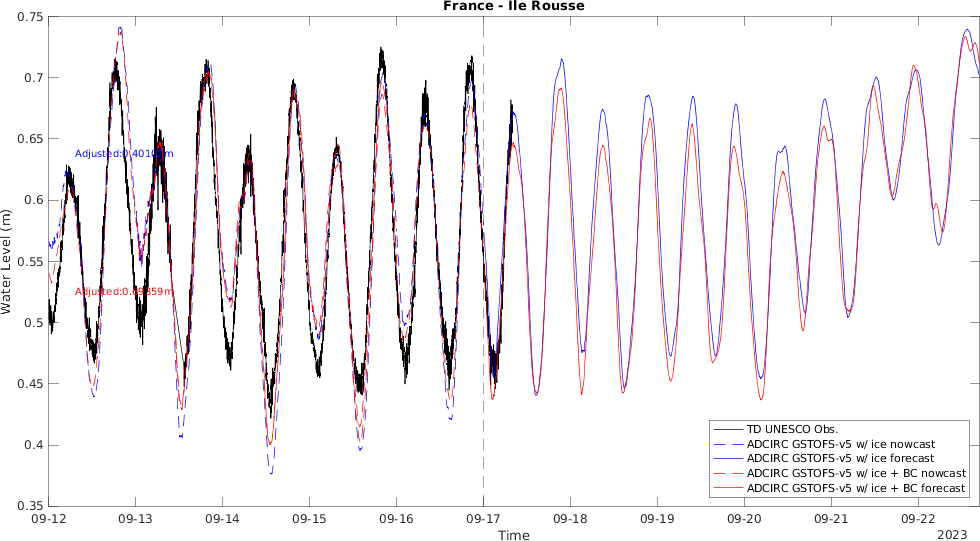 France - Ile Rousse
Water Level (m)
0.75
0.7
0.65
0.6
0.55
0.5
0.45
0.4
0.35
09-12
09-13
09-14
09-15
09-16
09-17
09-18
09-19
09-20
09-21
09-22
Time
2023
TD UNESCO Obs.
ADCIRC GSTOFS-v5 w/ ice nowcast
ADCIRC GSTOFS-v5 w/ ice forecast
ADCIRC GSTOFS-v5 w/ ice + BC nowcast
ADCIRC GSTOFS-v5 w/ ice + BC forecast